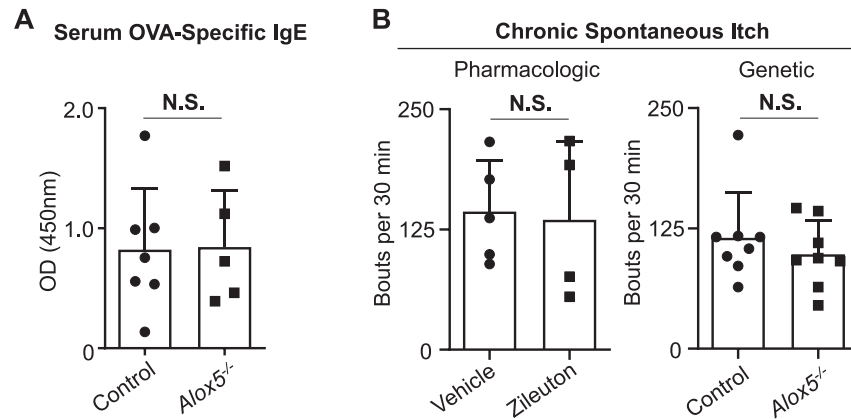 A
Serum OVA-Specific IgE
N.S.
OD (450nm)
2.0
1.0
0
Control
Alox5-/-
B
Chronic Spontaneous Itch
Pharmacologic
N.S.
Bouts per 30 min
250
125
0
Vehicle
Zileuton
Genetic
N.S.
Bouts per 30 min
250
125
0
Control
Alox5-/-